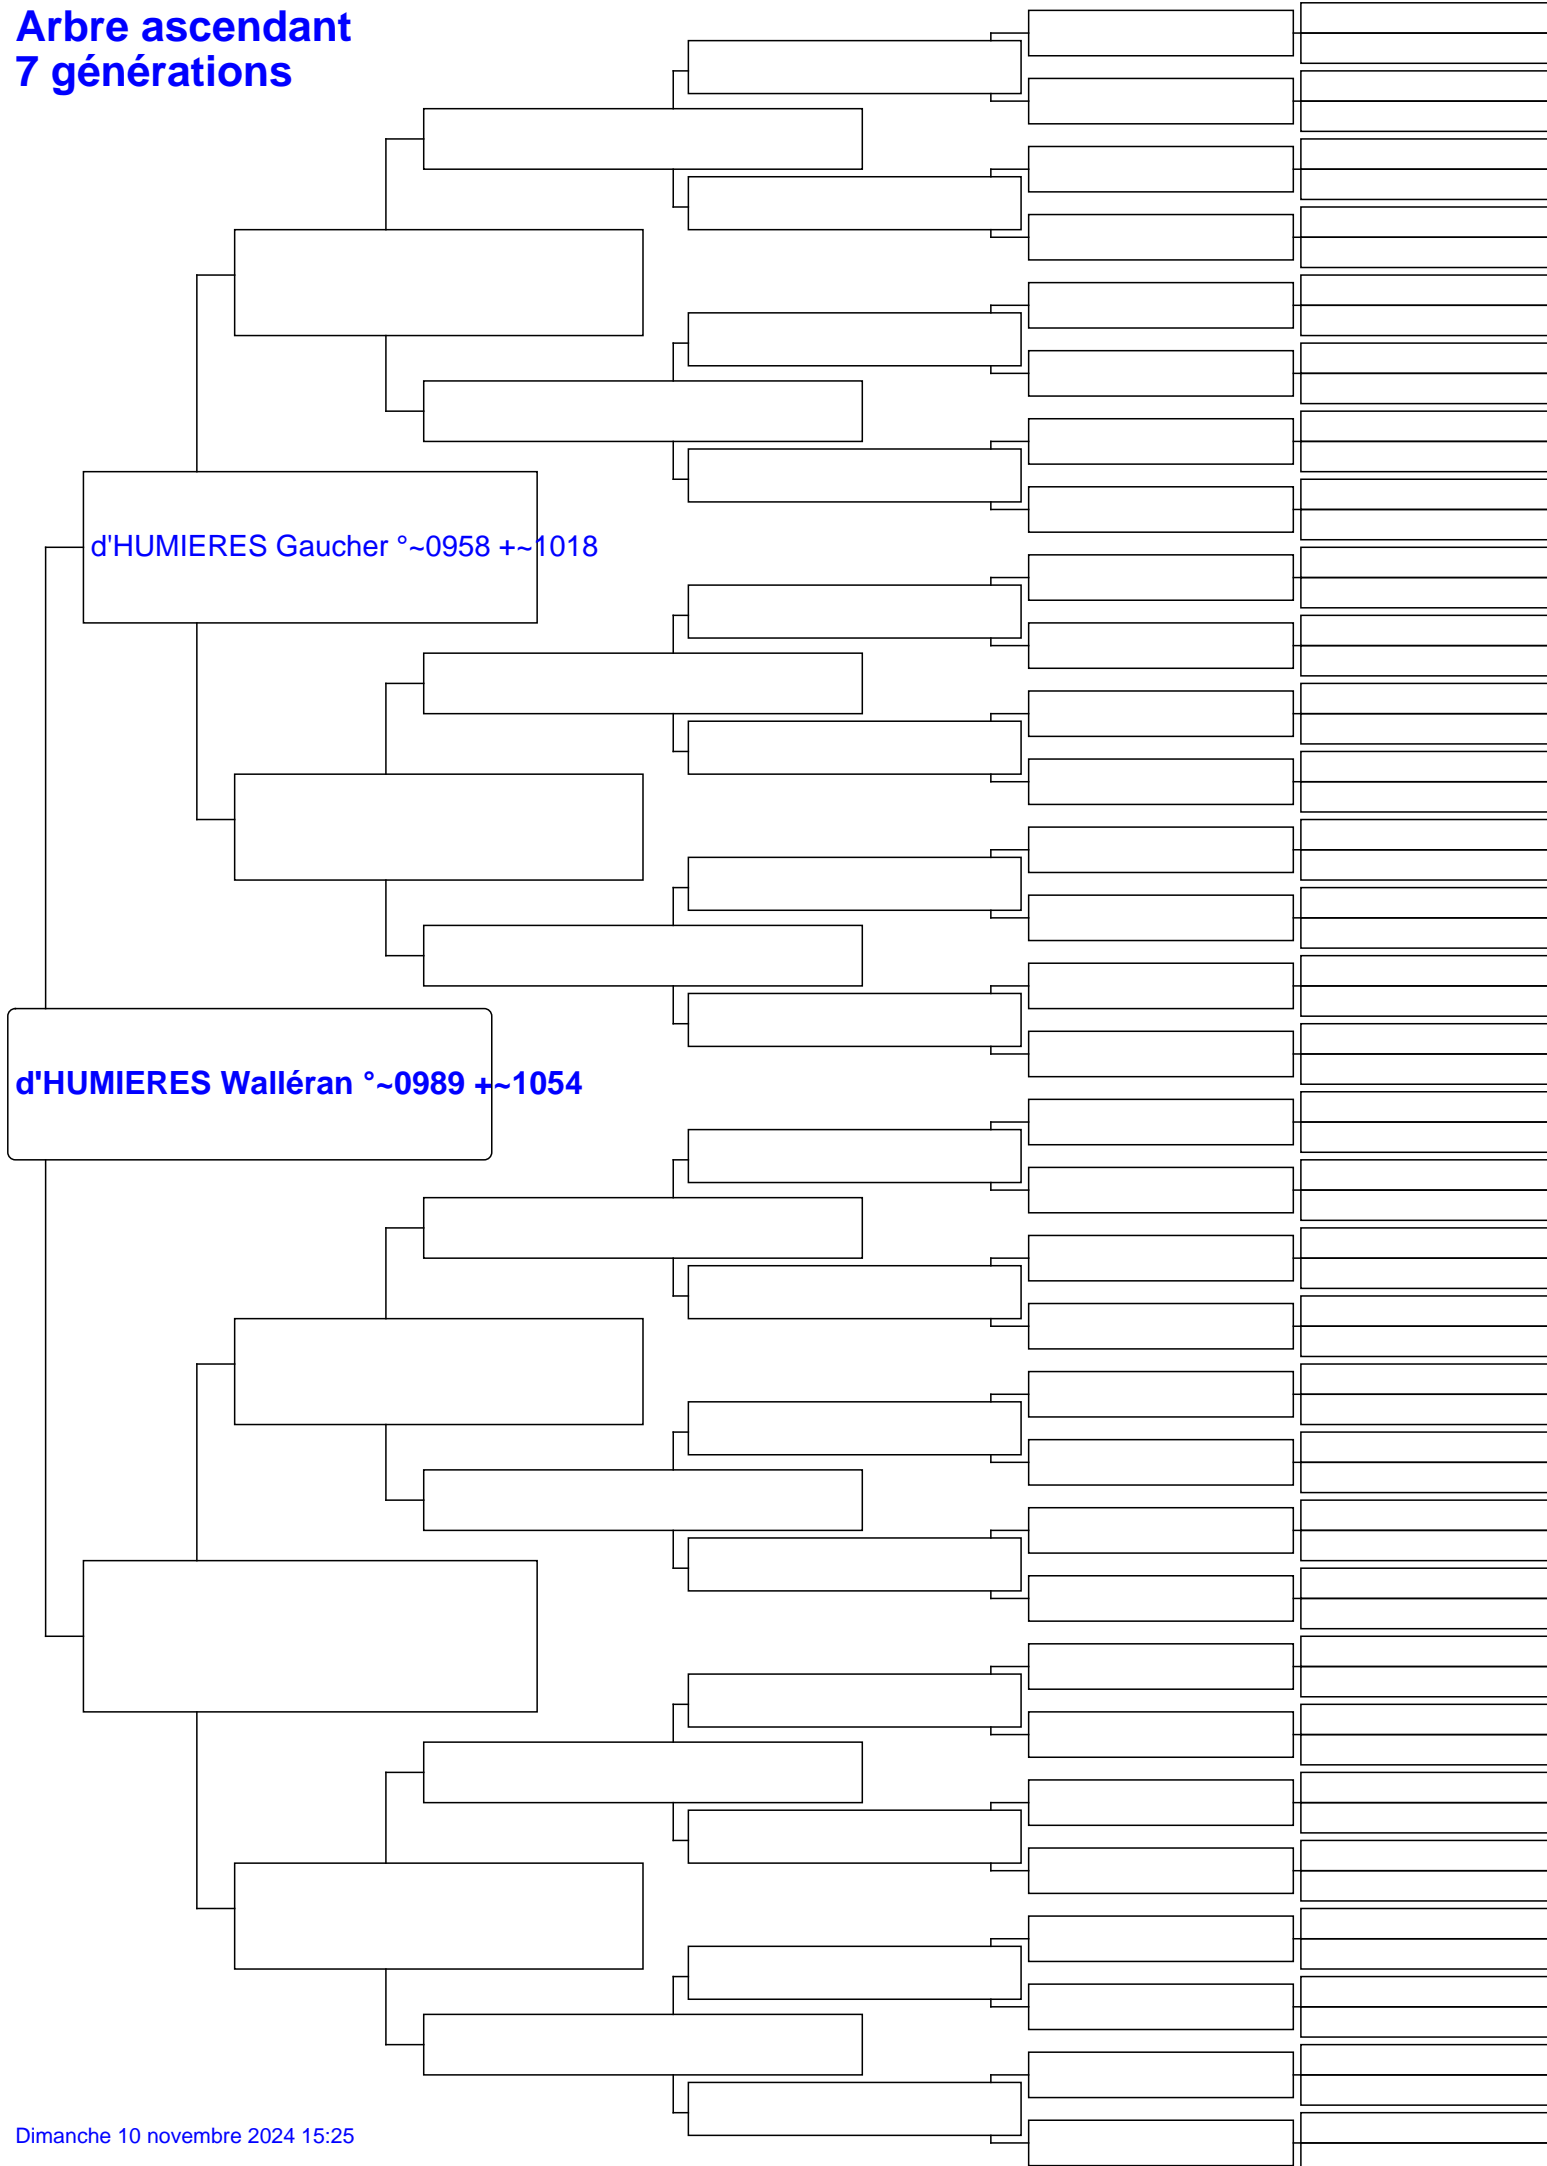 Arbre ascendant
7 générations
d'HUMIERES Gaucher °~0958 +~1018
d'HUMIERES Walléran °~0989 +~1054
Dimanche 10 novembre 2024 15:25